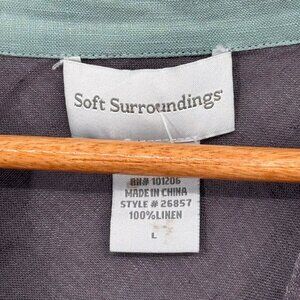 Soft Surroundings
RN# 101206
MADE IN CHINA
STYLE # 26857
100%LINEN
L